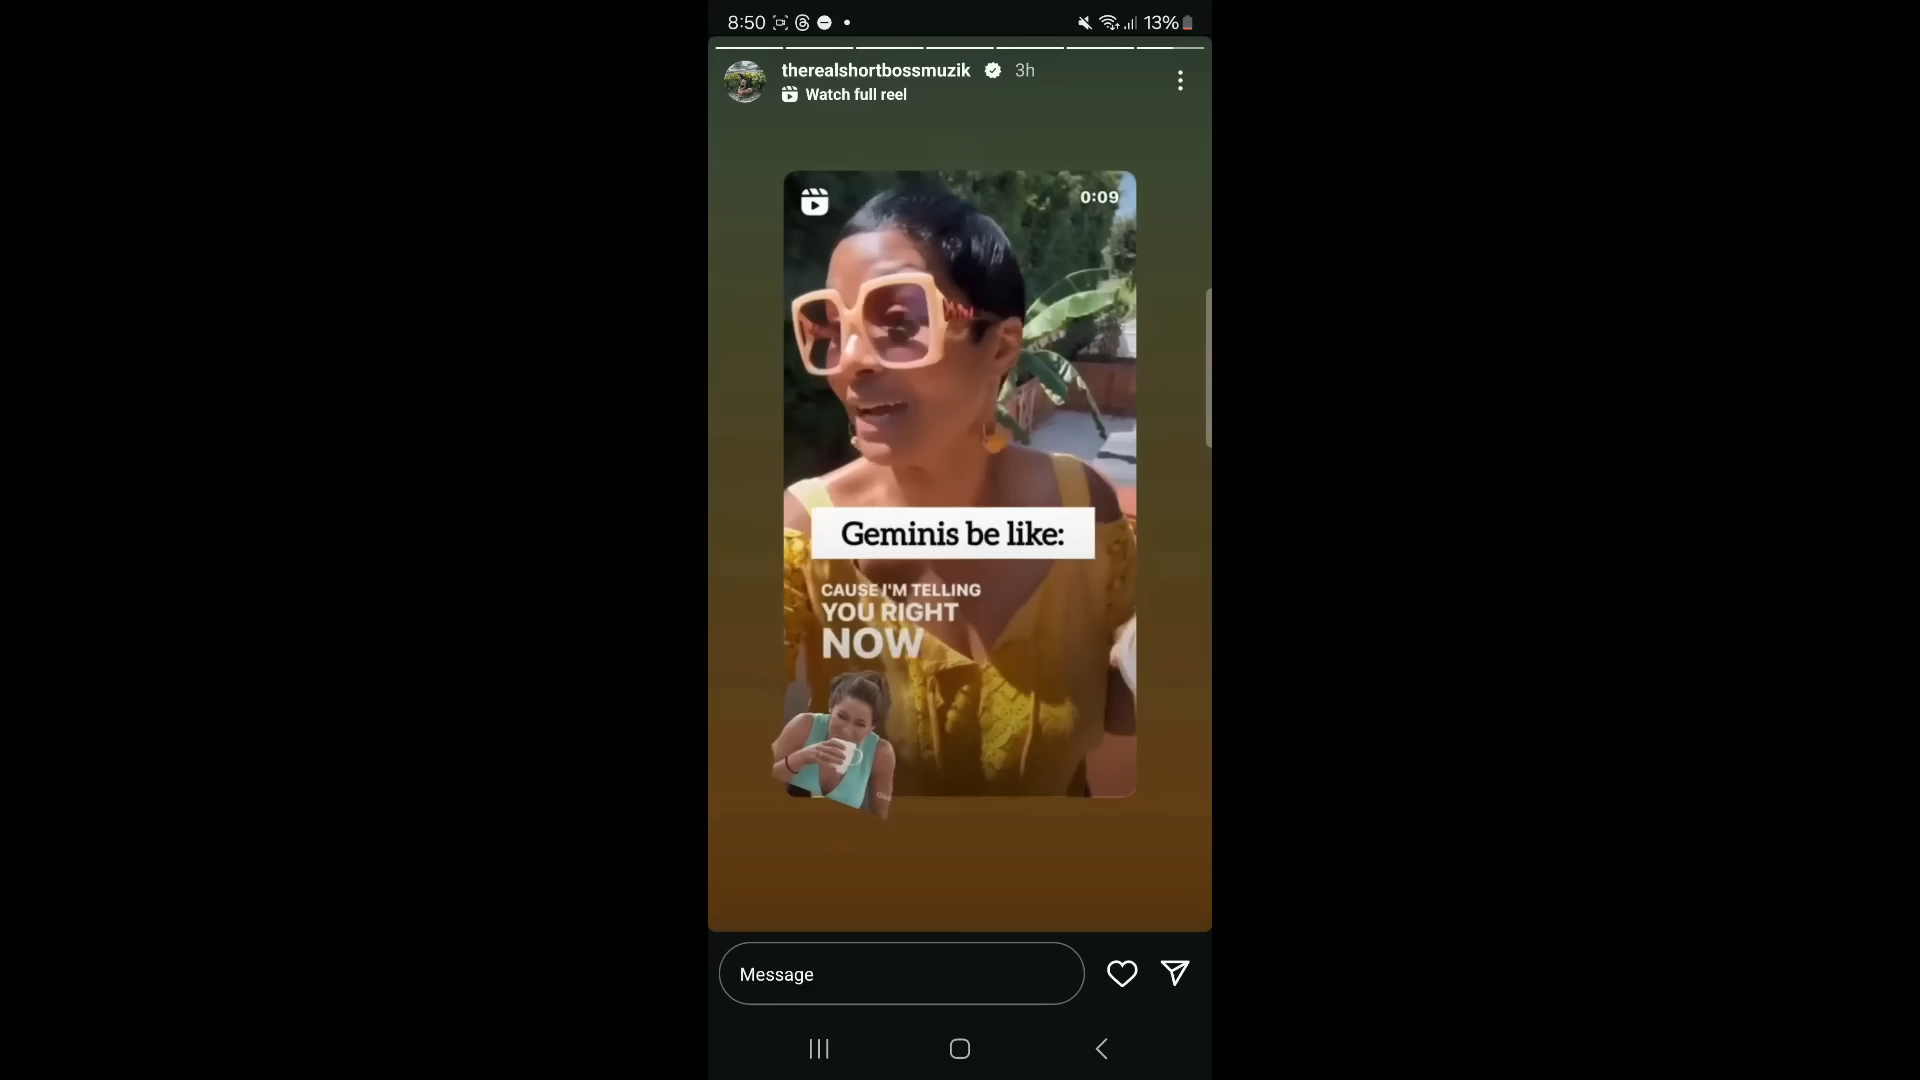 8:50
13%
therealshortbossmuzik
3h
Watch full reel
0:09
Geminis be like:
CAUSE I'M TELLING
YOU RIGHT
NOW
Message